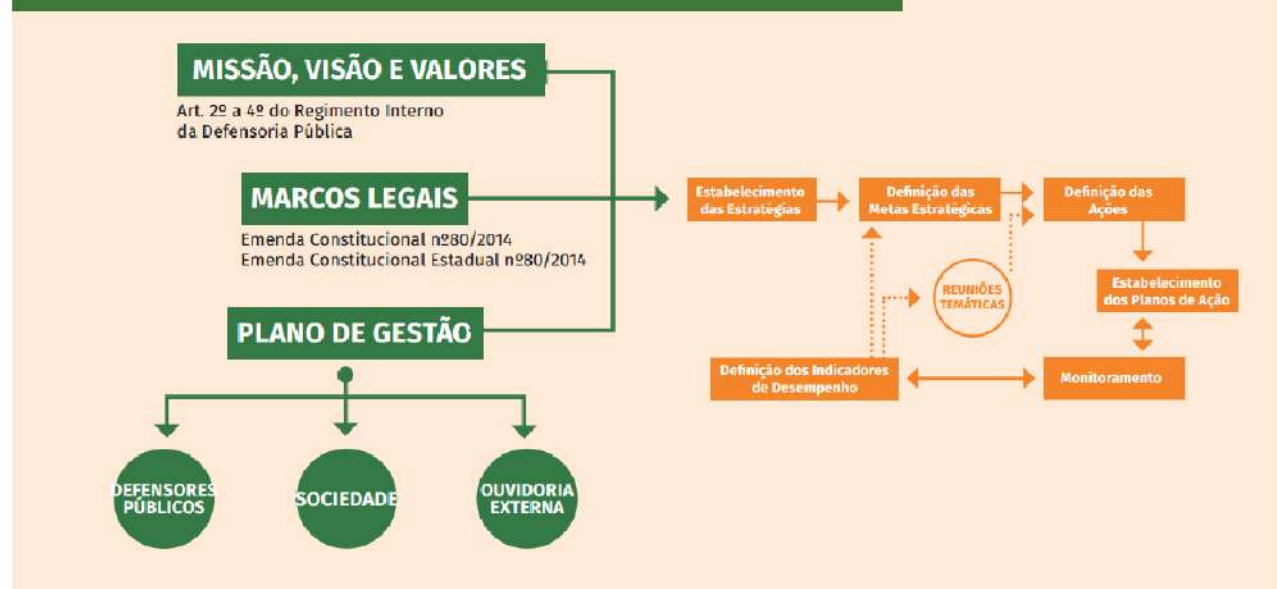 MISSÃO, VISÃO E VALORES
Art. 2º a 4º do Regimento Interno
da Defensoria Pública
MARCOS LEGAIS
Emenda Constitucional nº80/2014
Emenda Constitucional Estadual nº80/2014
PLANO DE GESTÃO
DEFENSORES
PÚBLICOS
SOCIEDADE
OUVIDORIA
EXTERNA
Estabelecimento
das Estratégias
Definição das
Metas Estratégicas
Definição das
Ações
REUNIÕES
TEMÁTICAS
Estabelecimento
dos Planos de Ação
Definição dos Indicadores
de Desempenho
Monitoramento